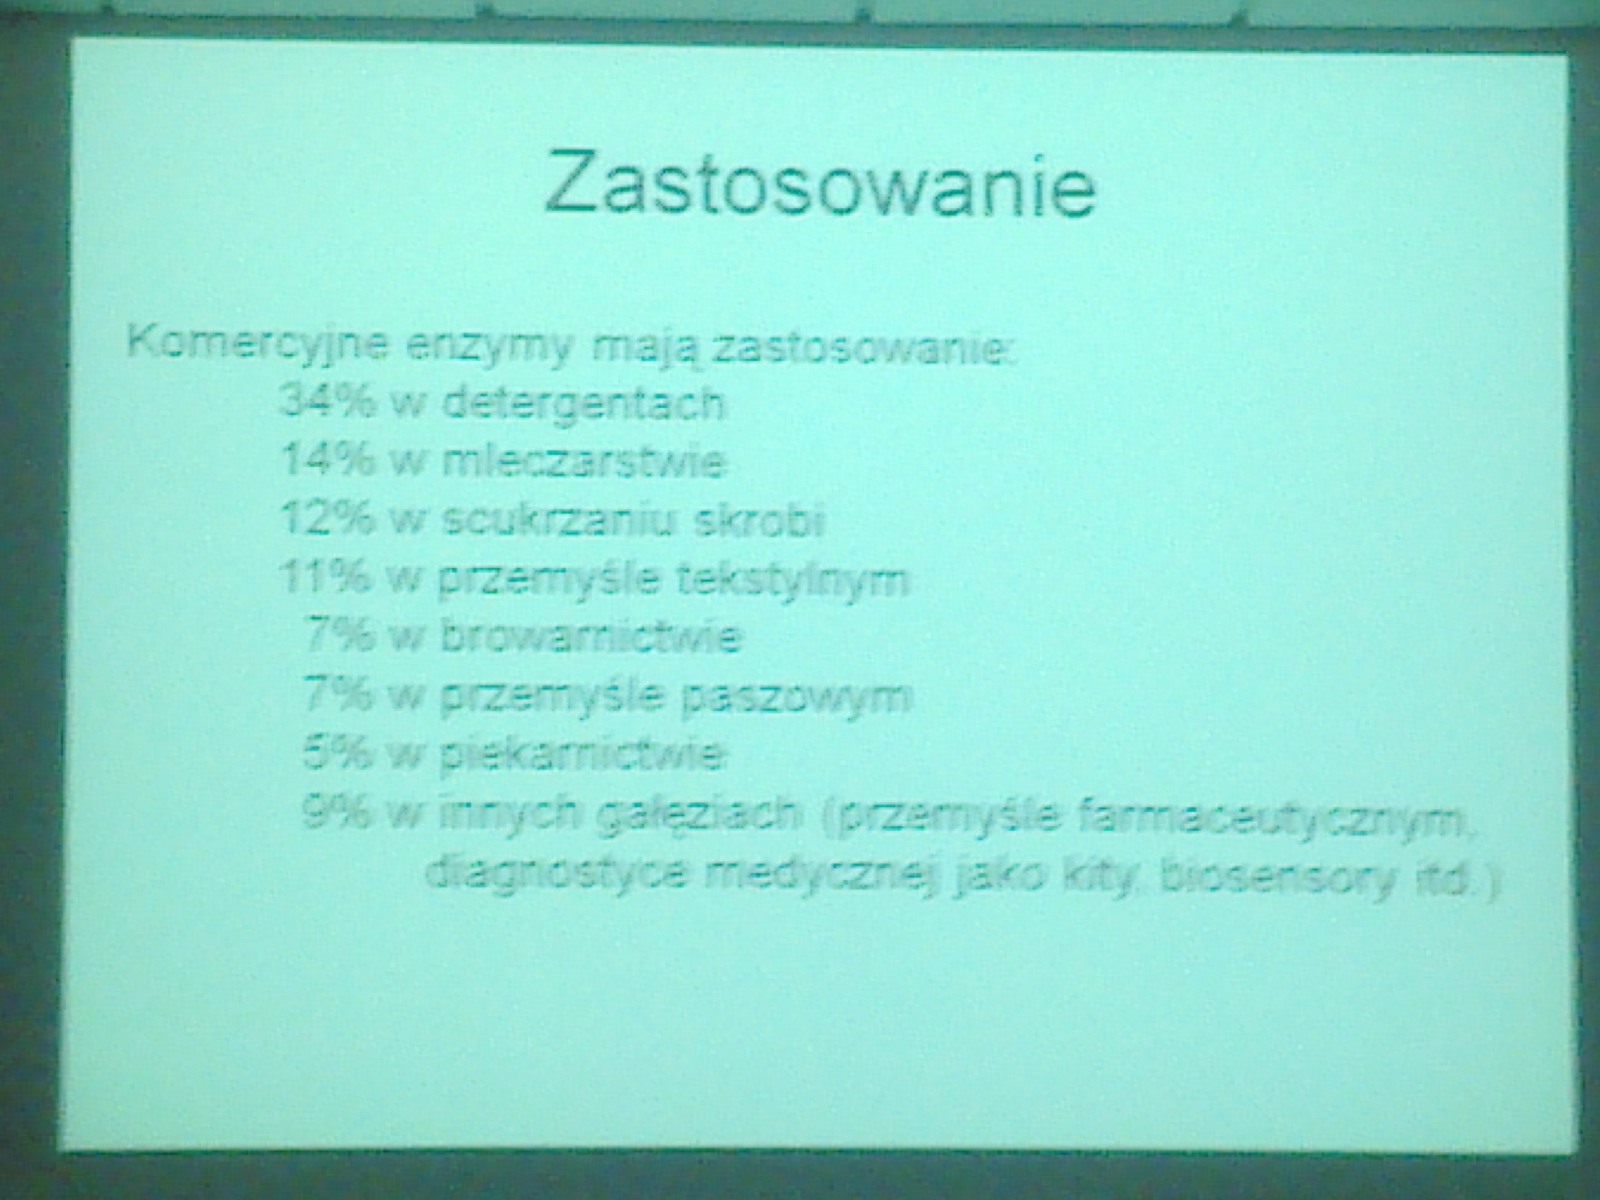 Zastosowanie
Komercyjne enzymy mają zastosowanie:
34% w detergentach
14% w mleczarstwie
12% w scukrzaniu skrobi
11% w przemyśle tekstylnym
7% w browarnictwie
7% w przemyśle paszowym
5% w piekarnictwie
9% w innych gałęziach (przemyśle farmaceutycznym,
diagnostyce medycznej jako kity, biosensory itd.)